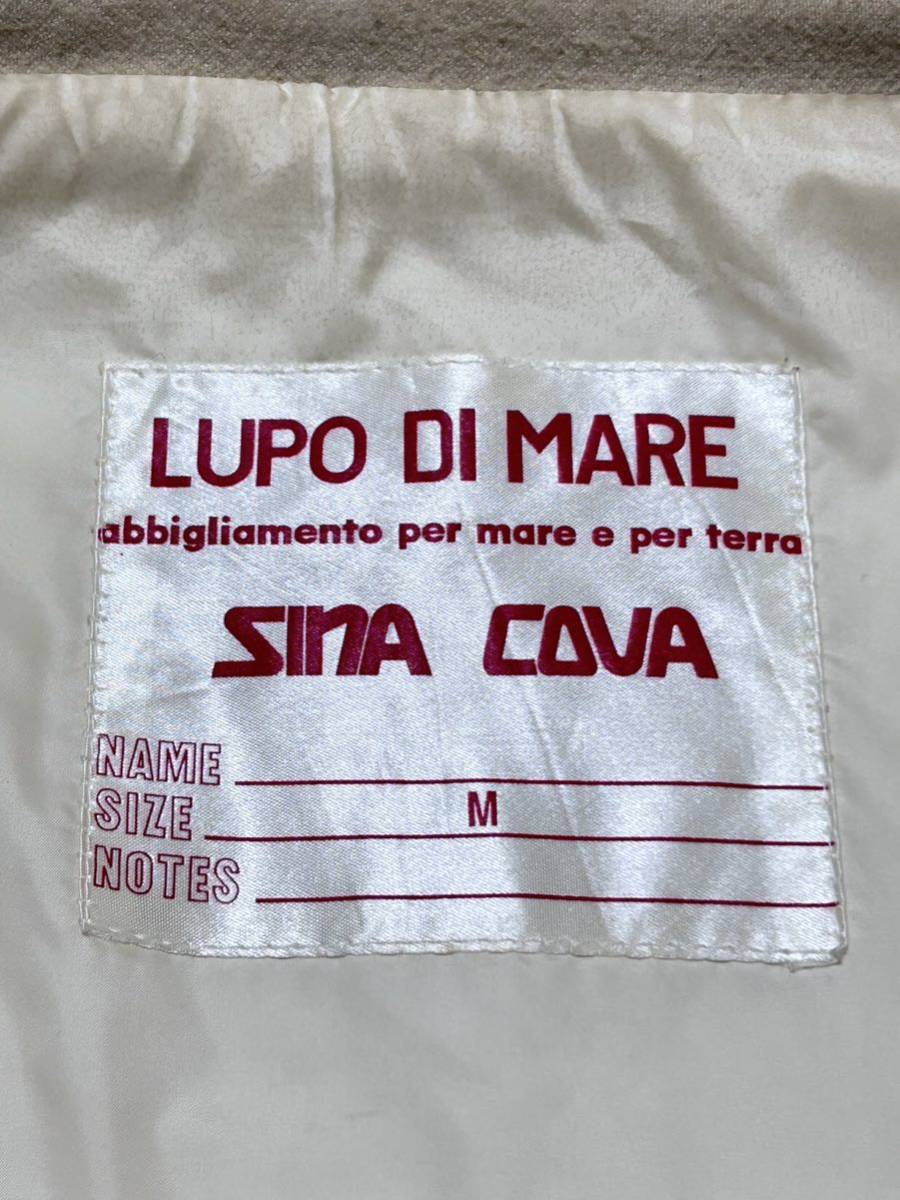 LUPO DI MARE
abbigliamento per mare e per terra
SINA COVA
NAME
SIZE M
NOTES